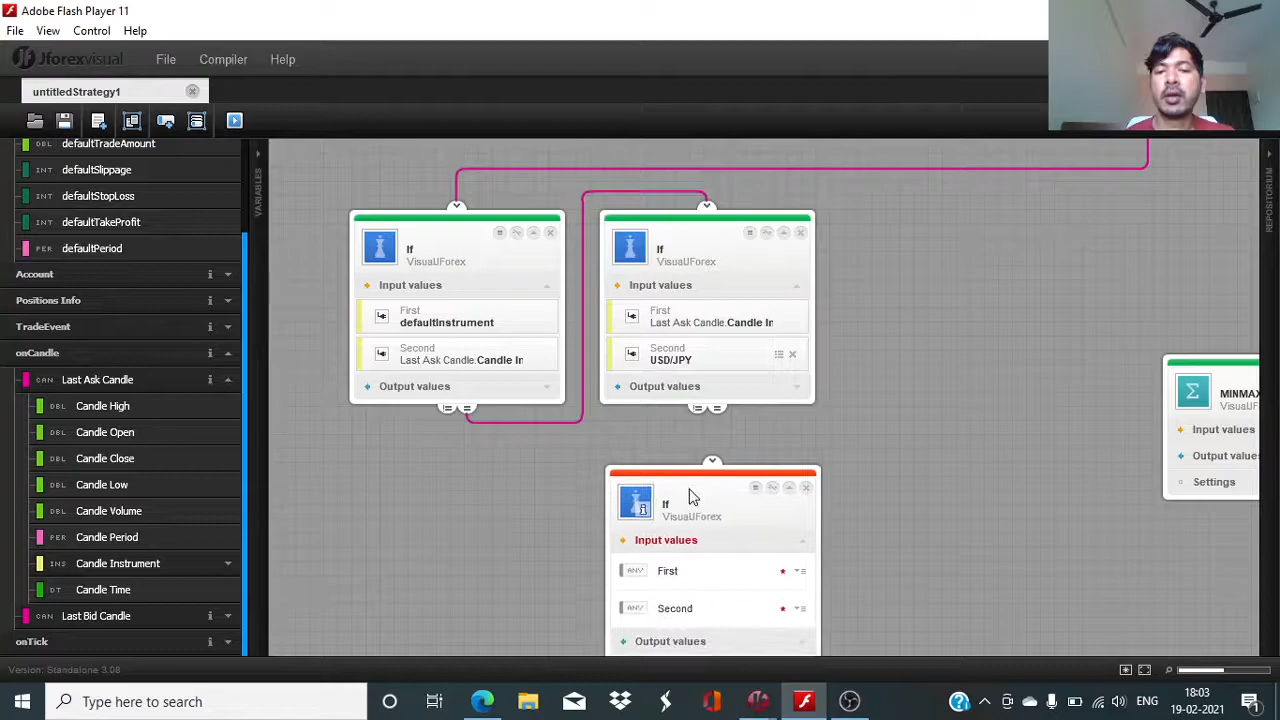 Adobe Flash Player 11
File View Control Help
Jforexvisual File Compiler Help
untitledStrategy1
DBL defaultTradeAmount
INT defaultSlippage
INT defaultStopLoss
INT defaultTakeProfit
PER defaultPeriod
Account
Positions Info
TradeEvent
onCandle
CAN Last Ask Candle
DBL Candle High
DBL Candle Open
DBL Candle Close
DBL Candle Low
DBL Candle Volume
PER Candle Period
INS Candle Instrument
DT Candle Time
CAN Last Bid Candle
onTick
VARIABLES
If
VisualJForex
Input values
First
defaultInstrument
Second
Last Ask Candle.Candle In
Output values
If
VisualJForex
Input values
First
Last Ask Candle.Candle In
Second
USD/JPY
Output values
If
VisualJForex
Input values
ANY First
ANY Second
Output values
MINMAX
VisualJF
Input values
Output values
Settings
REPOSITORIUM
Version: Standalone 3.08
Type here to search
ENG
18:03
19-02-2021